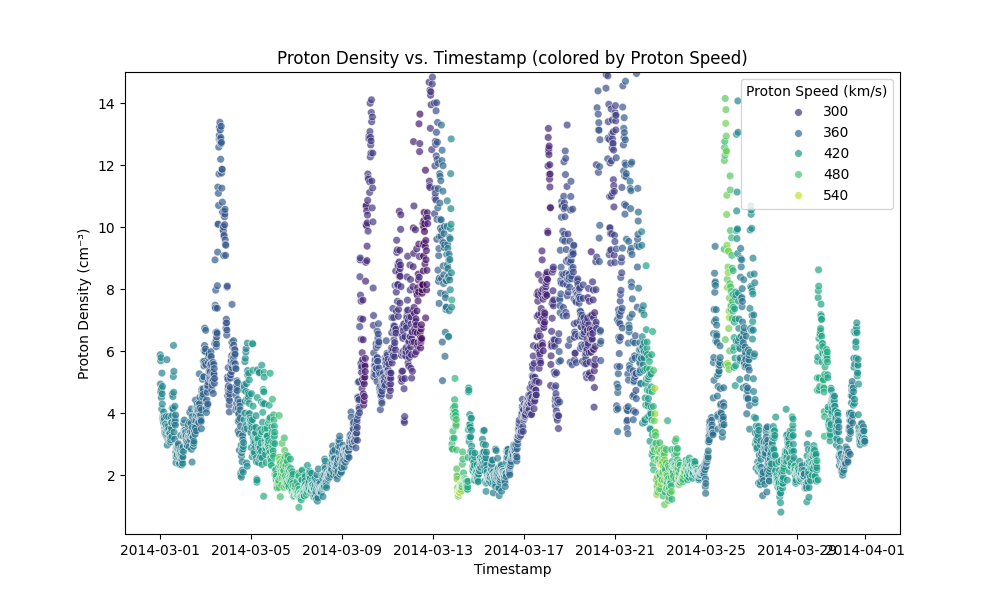 Proton Density vs. Timestamp (colored by Proton Speed)
Proton Density (cm⁻³)
14
12
10
8
6
4
2
Proton Speed (km/s)
300
360
420
480
540
2014-03-01 2014-03-05 2014-03-09 2014-03-13 2014-03-17 2014-03-21 2014-03-25 2014-03-29 2014-04-01
Timestamp